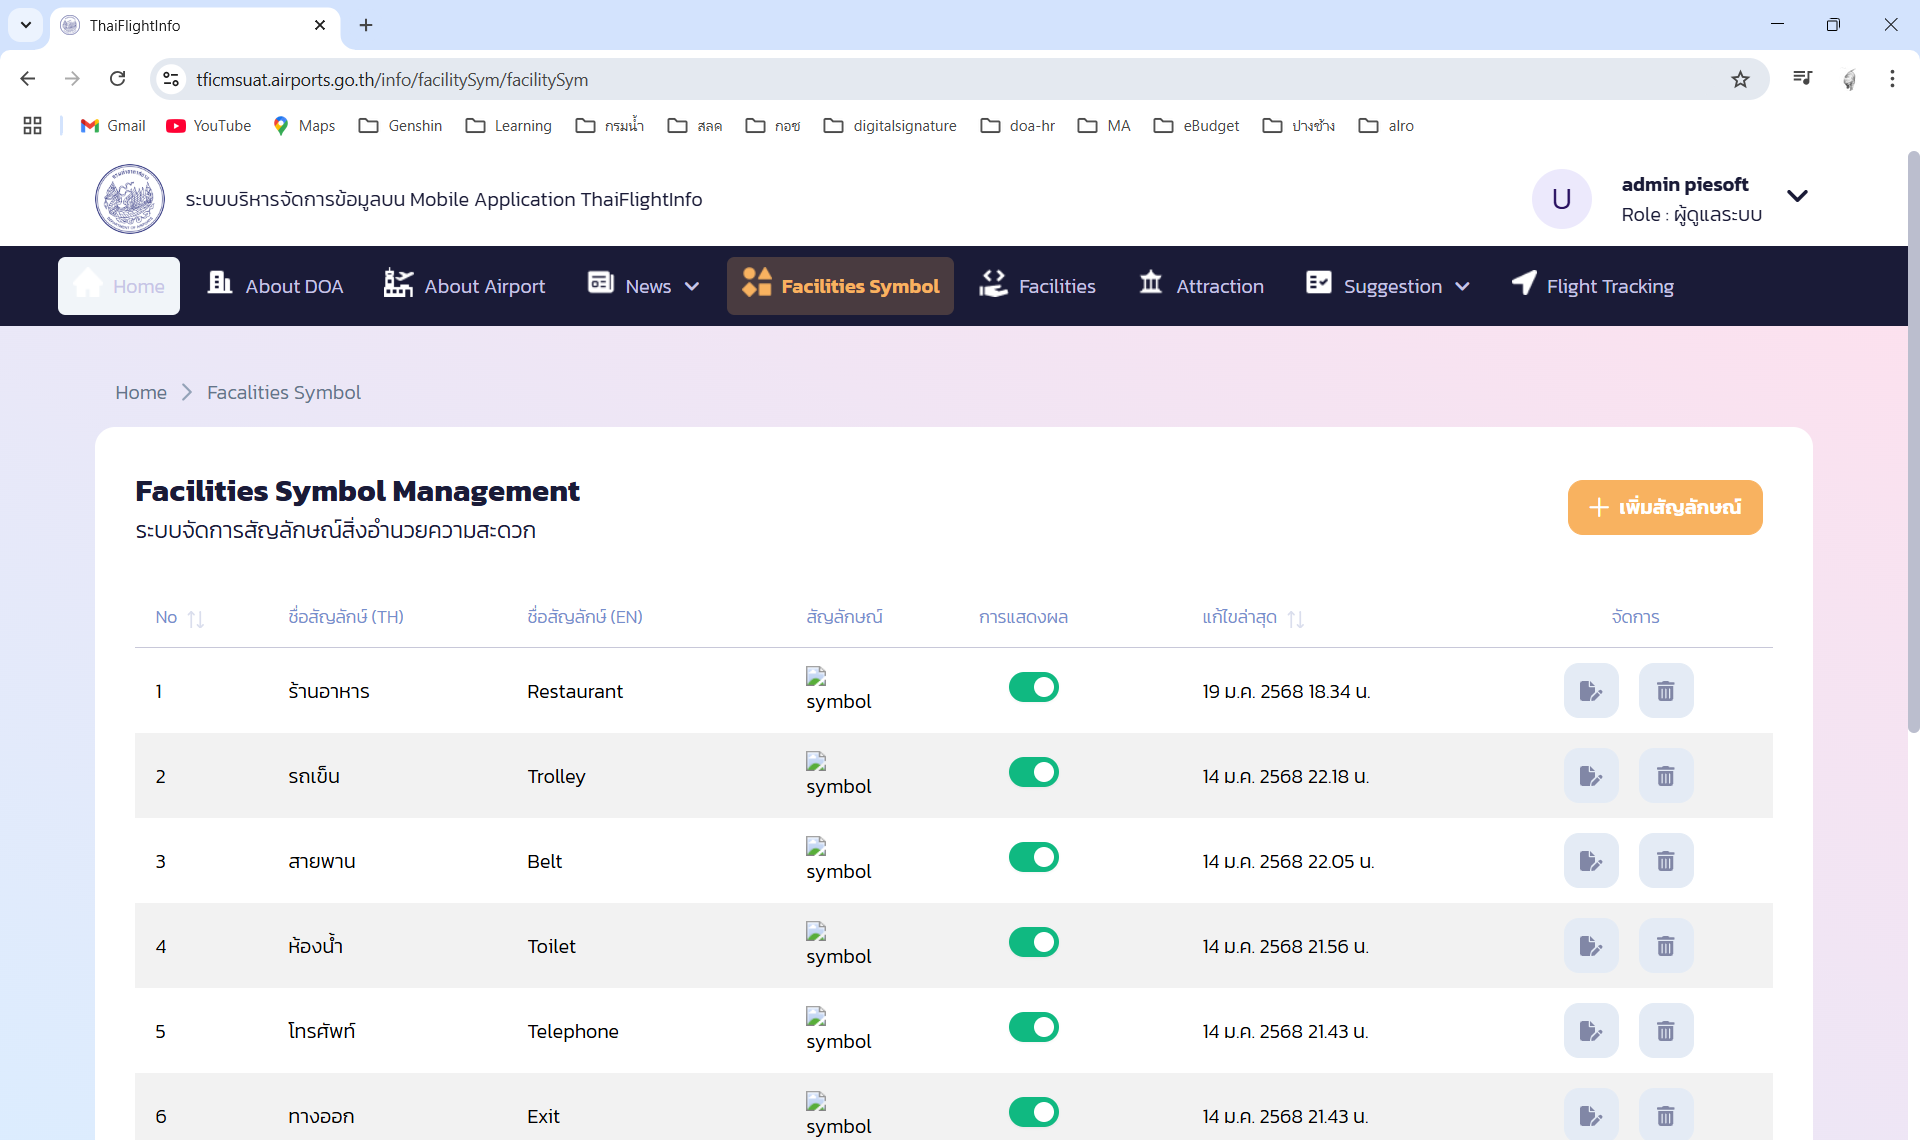 ThaiFlightInfo
tficmsuat.airports.go.th/info/facilitySym/facilitySym
Gmail YouTube Maps Genshin Learning กรมน้ำ สลค กอช digitalsignature doa-hr MA eBudget ปางช้าง alro
ระบบบริหารจัดการข้อมูลบน Mobile Application ThaiFlightInfo
U
admin piesoft
Role : ผู้ดูแลระบบ
Home About DOA About Airport News Facilities Symbol Facilities Attraction Suggestion Flight Tracking
Home Facalities Symbol
Facilities Symbol Management
ระบบจัดการสัญลักษณ์สิ่งอำนวยความสะดวก
เพิ่มสัญลักษณ์
No ชื่อสัญลักษ์ (TH) ชื่อสัญลักษ์ (EN) สัญลักษณ์ การแสดงผล แก้ไขล่าสุด จัดการ
1 ร้านอาหาร Restaurant symbol 19 ม.ค. 2568 18.34 น.
2 รถเข็น Trolley symbol 14 ม.ค. 2568 22.18 น.
3 สายพาน Belt symbol 14 ม.ค. 2568 22.05 น.
4 ห้องน้ำ Toilet symbol 14 ม.ค. 2568 21.56 น.
5 โทรศัพท์ Telephone symbol 14 ม.ค. 2568 21.43 น.
6 ทางออก Exit symbol 14 ม.ค. 2568 21.43 น.